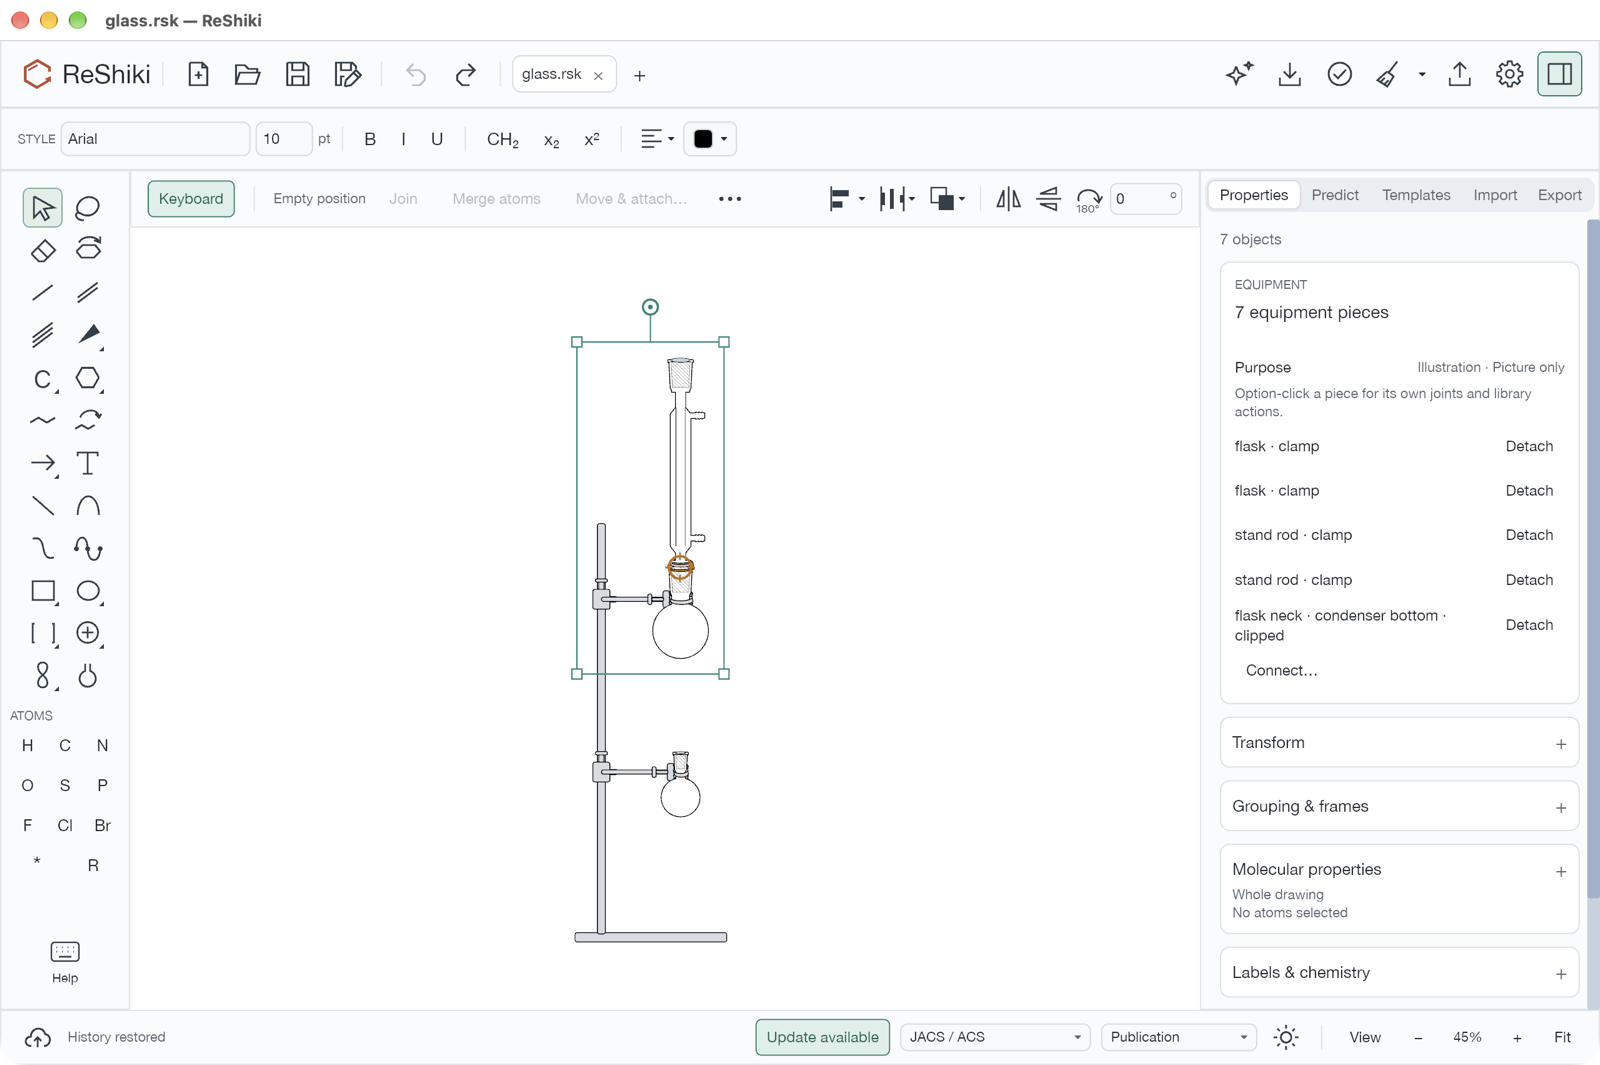 glass.rsk — ReShiki
ReShiki
glass.rsk
STYLE
Arial
10
pt
B
I
U
CH₂
x₂
x²
Keyboard
Empty position
Join
Merge atoms
Move & attach…
180°
0
°
Properties
Predict
Templates
Import
Export
7 objects
EQUIPMENT
7 equipment pieces
Purpose
Illustration · Picture only
Option-click a piece for its own joints and library
actions.
flask · clamp
Detach
flask · clamp
Detach
stand rod · clamp
Detach
stand rod · clamp
Detach
flask neck · condenser bottom ·
clipped
Detach
Connect…
Transform
Grouping & frames
Molecular properties
Whole drawing
No atoms selected
Labels & chemistry
C
T
ATOMS
H
C
N
O
S
P
F
Cl
Br
*
R
Help
History restored
Update available
JACS / ACS
Publication
View
–
45%
+
Fit